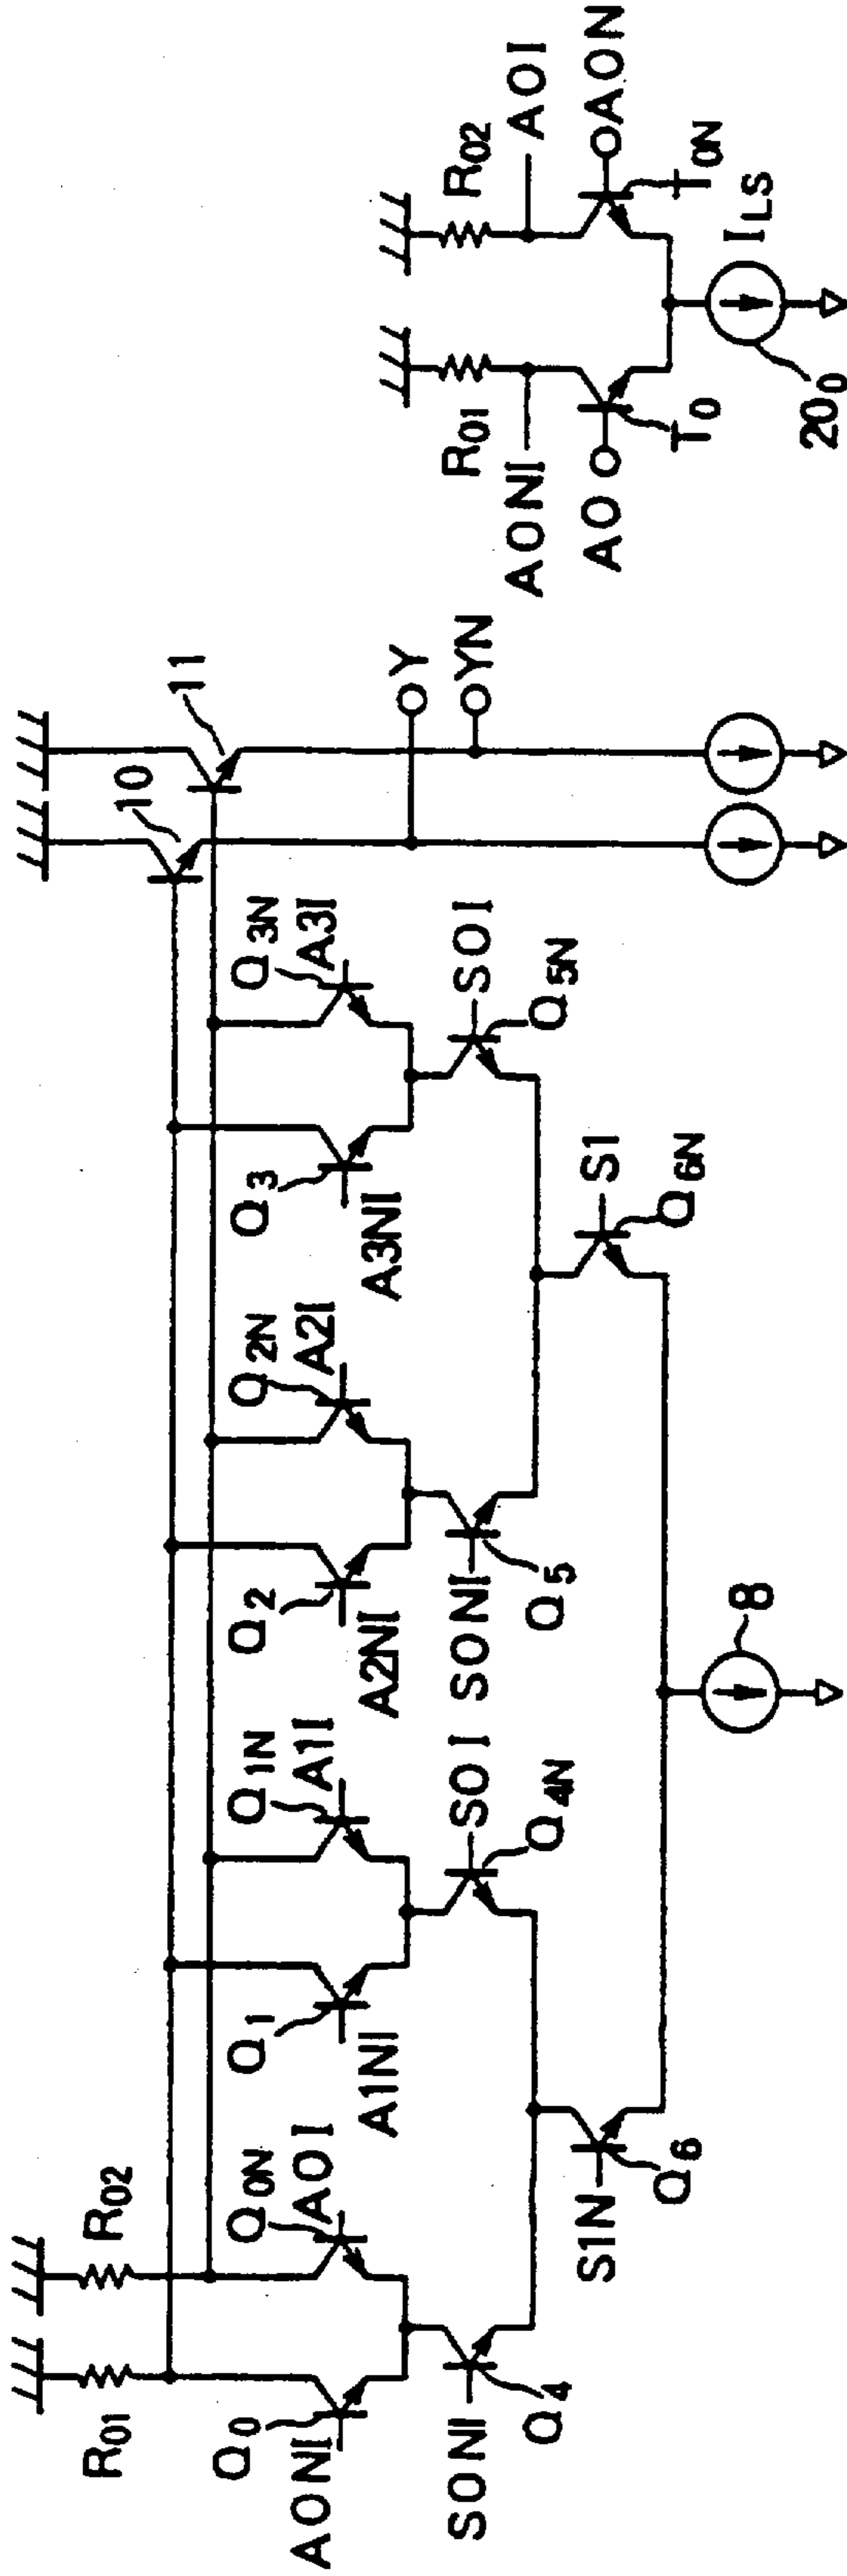 R01
R02
10
11
Q0
Q0N
Q1
Q1N
Q2
Q2N
Q3
Q3N
AONI
AOI
A1NI
A1I
A2NI
A2I
A3NI
A3I
Y
YN
SONI
Q4
SOI
Q4N
SONI
Q5
SOI
Q5N
S1N
Q6
S1
Q6N
8
R01
R02
AONI
AOI
AO
AON
T0
T0N
200
ILS